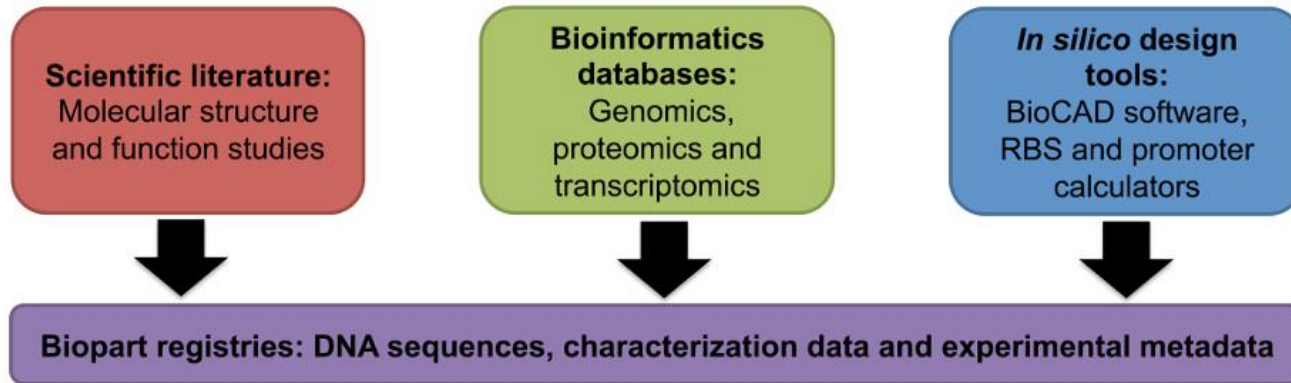 Scientific literature:
Molecular structure
and function studies
Bioinformatics
databases:
Genomics,
proteomics and
transcriptomics
In silico design
tools:
BioCAD software,
RBS and promoter
calculators
Biopart registries: DNA sequences, characterization data and experimental metadata